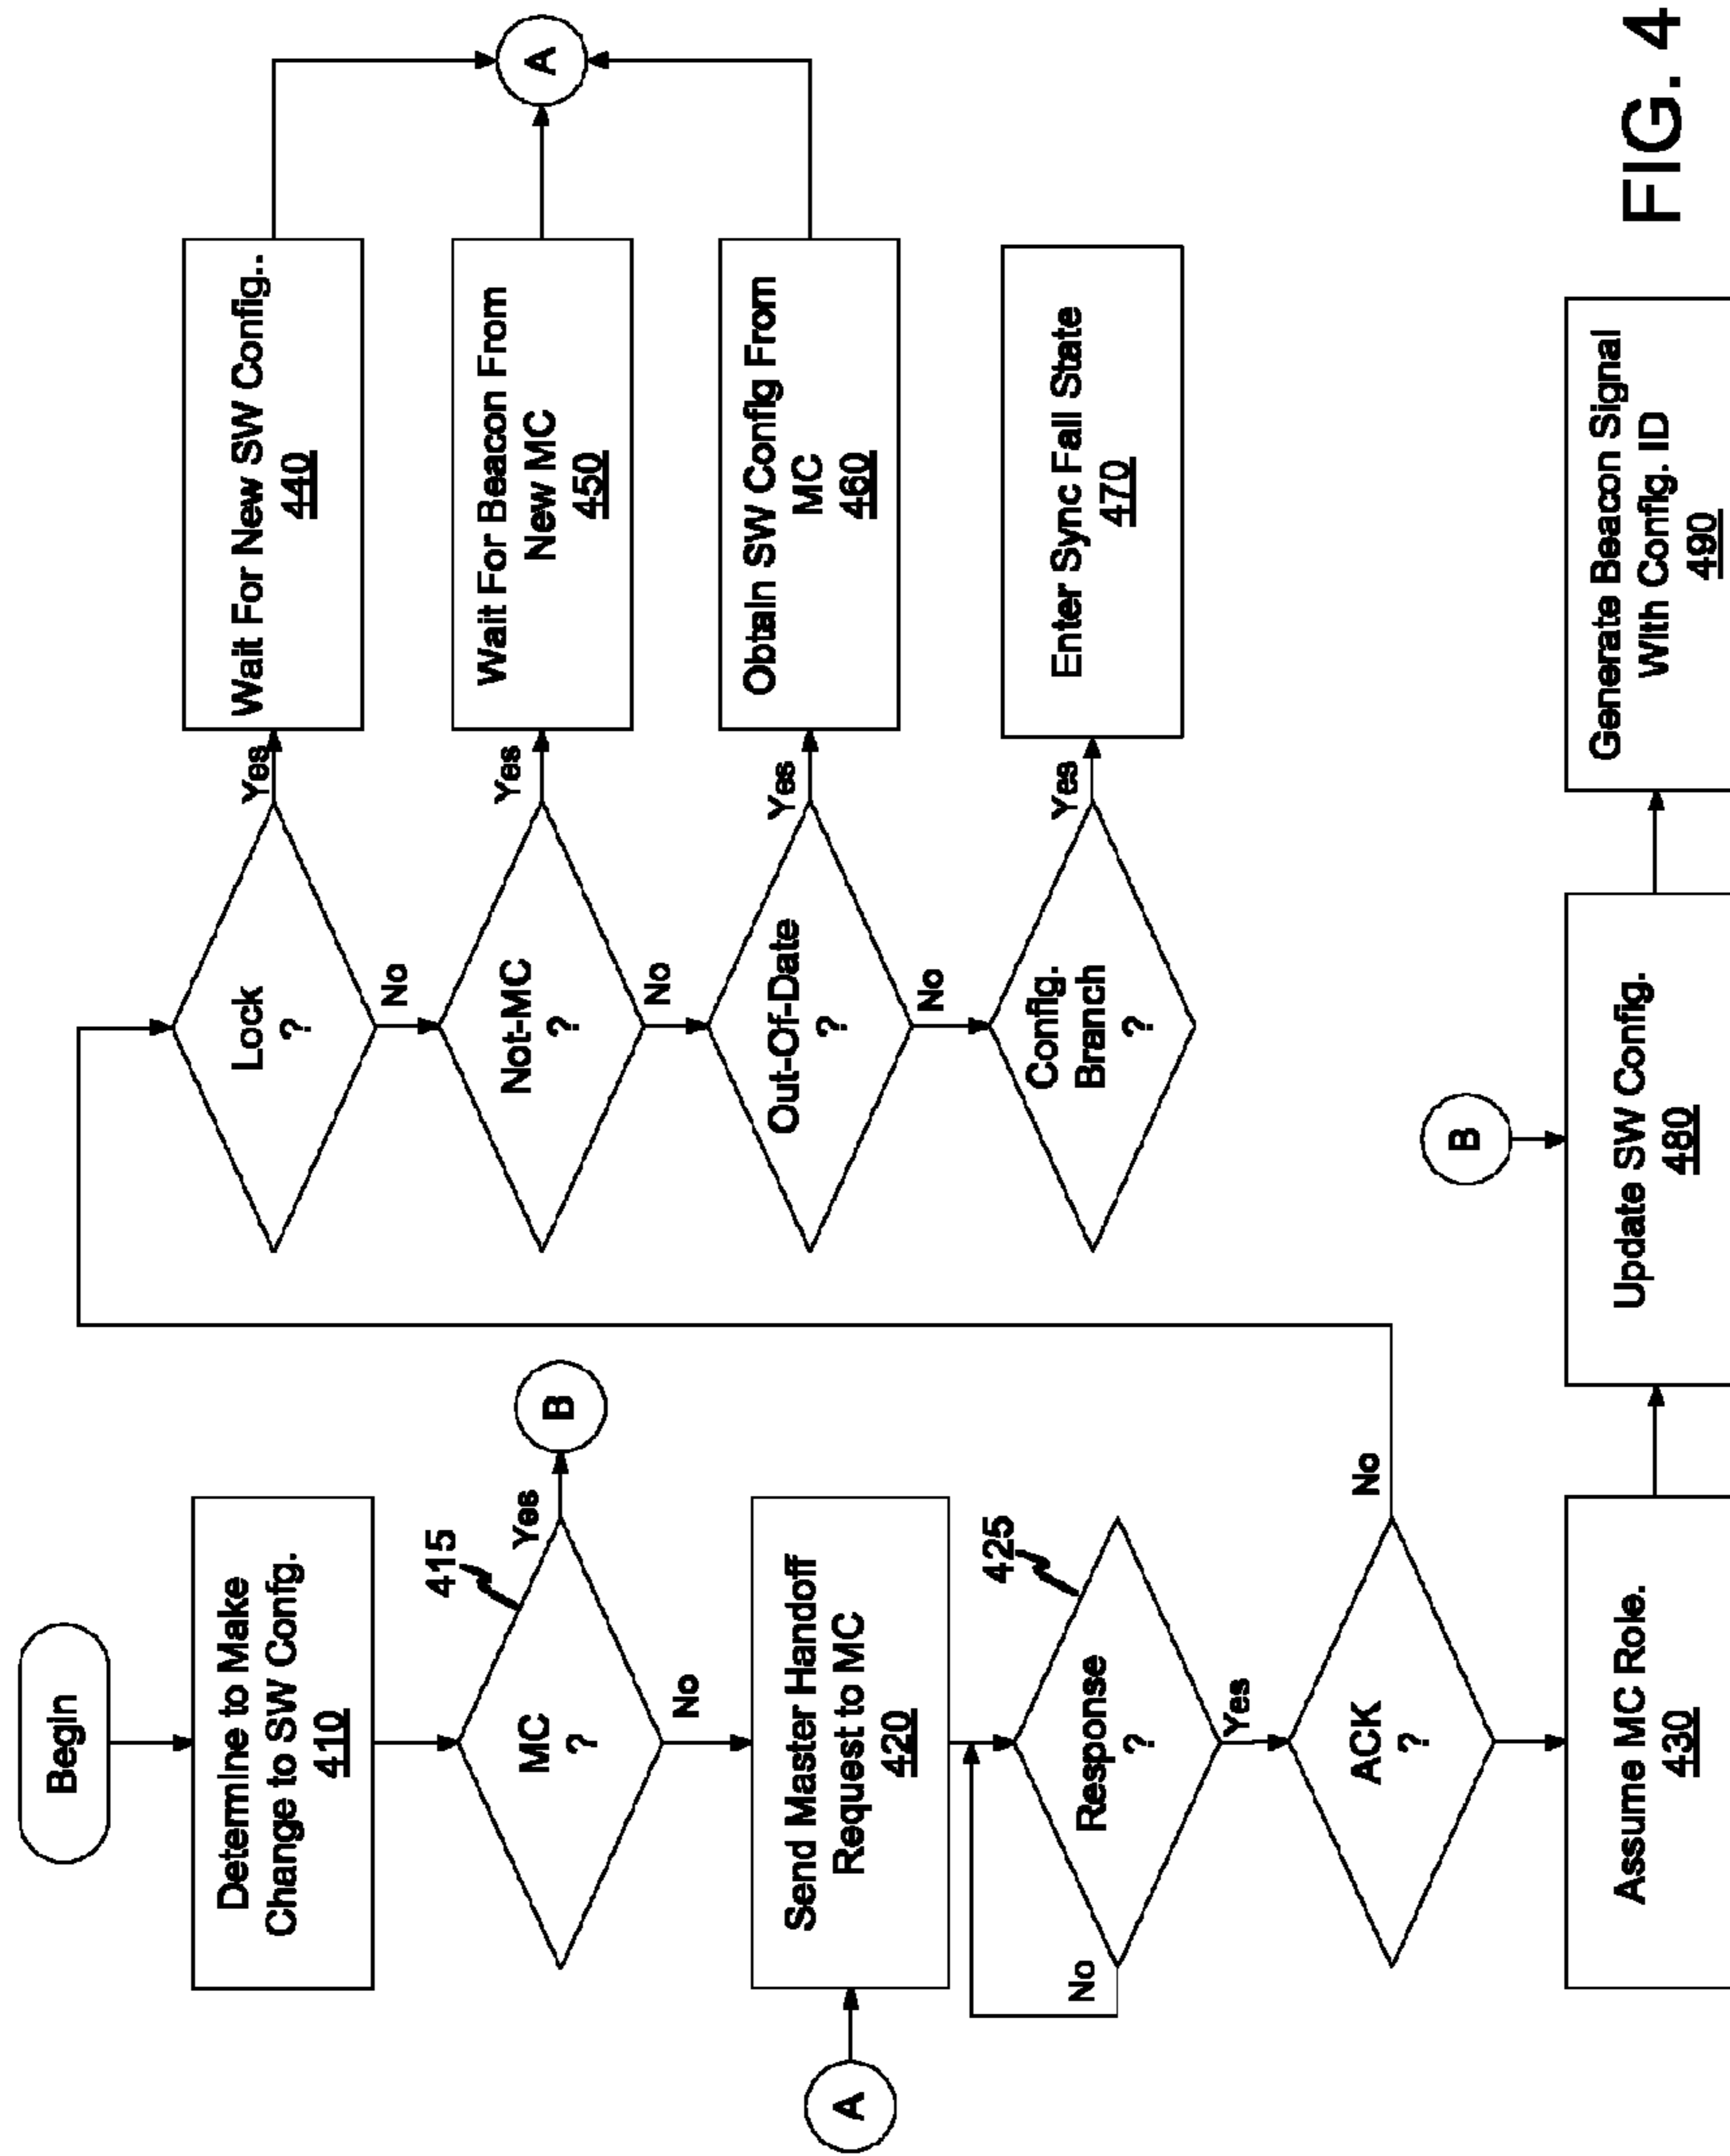 Begin
Determine to Make
Change to SW Confg.
410
MC
?
415
Yes
B
No
Send Master Handoff
Request to MC
420
A
Response
?
425
No
Yes
ACK
?
No
Assume MC Role.
430
Lock
?
Yes
Wait For New SW Config..
440
No
Not-MC
?
Yes
Wait For Beacon From
New MC
450
A
No
Out-Of-Date
?
Yes
Obtain SW Config From
MC
460
No
Config.
Branch
?
Yes
Enter Sync Fail State
470
B
Update SW Config.
480
Generate Beacon Signal
With Config. ID
490
FIG. 4